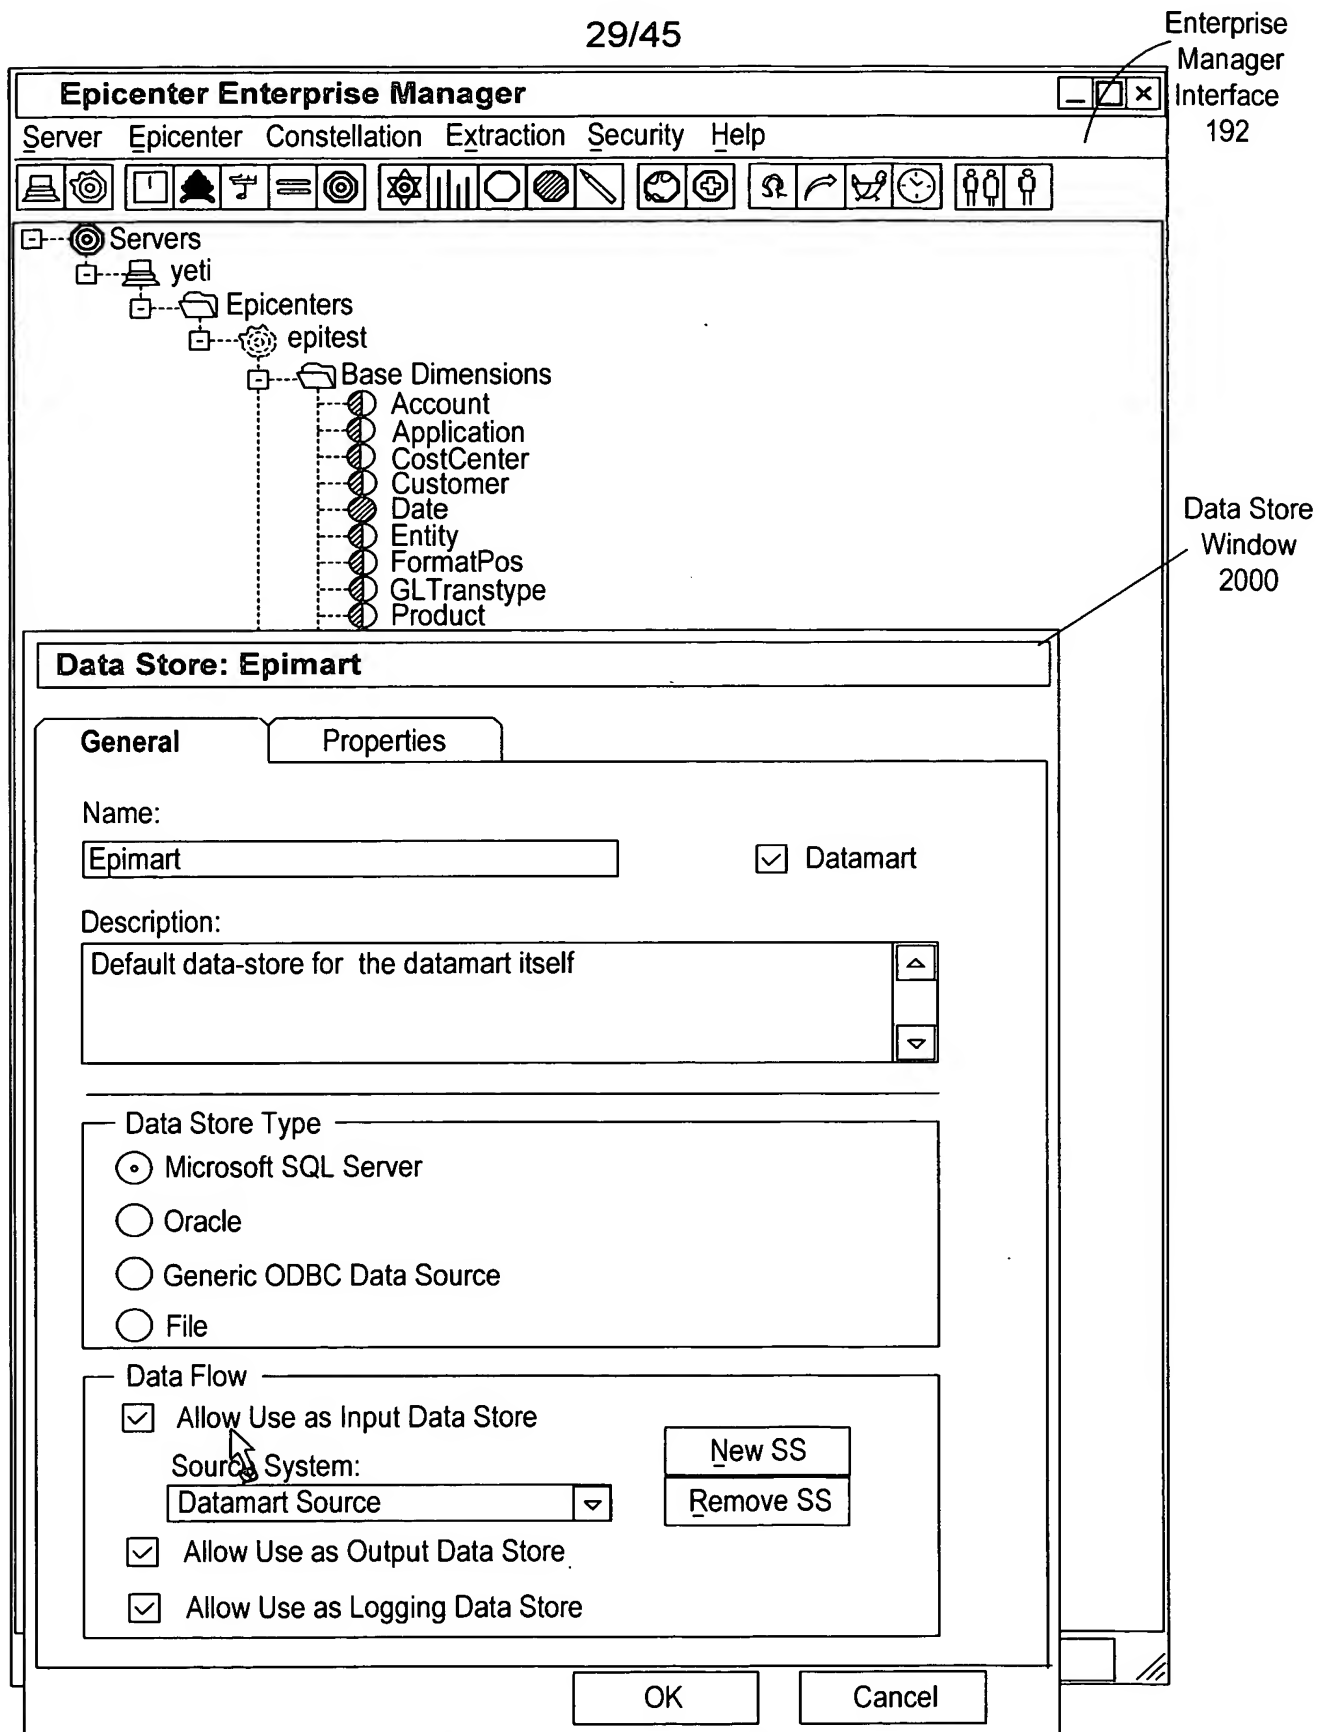 29/45
Enterprise
Manager
Interface
192
Epicenter Enterprise Manager
Server Epicenter Constellation Extraction Security Help
Servers
yeti
Epicenters
epitest
Base Dimensions
Account
Application
CostCenter
Customer
Date
Entity
FormatPos
GLTranstype
Product
Data Store
Window
2000
Data Store: Epimart
General Properties
Name:
Epimart
Datamart
Description:
Default data-store for the datamart itself
Data Store Type
Microsoft SQL Server
Oracle
Generic ODBC Data Source
File
Data Flow
Allow Use as Input Data Store
New SS
Source System:
Datamart Source
Remove SS
Allow Use as Output Data Store
Allow Use as Logging Data Store
OK Cancel